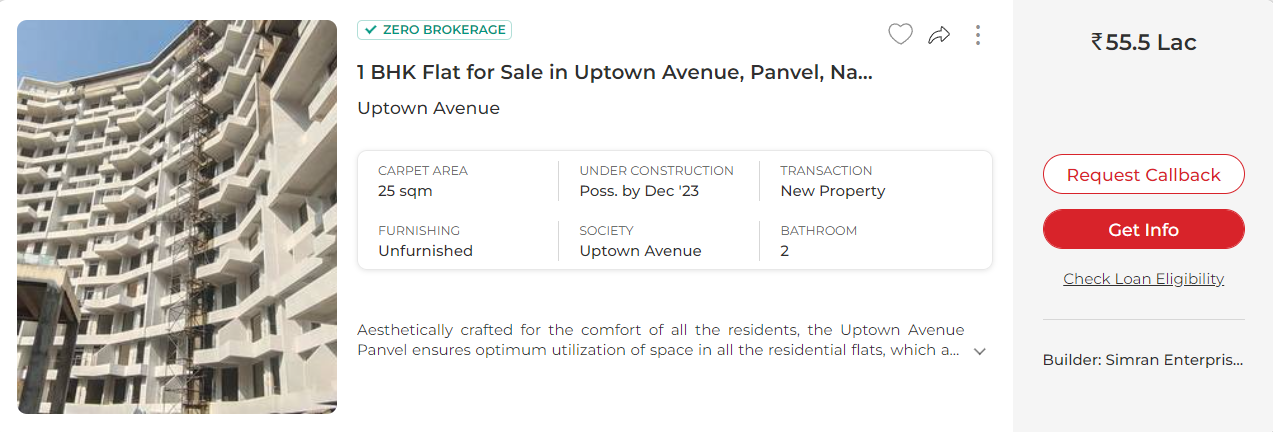 ZERO BROKERAGE
₹55.5 Lac
1 BHK Flat for Sale in Uptown Avenue, Panvel, Na...
Uptown Avenue
CARPET AREA
25 sqm
UNDER CONSTRUCTION
Poss. by Dec '23
TRANSACTION
New Property
FURNISHING
Unfurnished
SOCIETY
Uptown Avenue
BATHROOM
2
Aesthetically crafted for the comfort of all the residents, the Uptown Avenue
Panvel ensures optimum utilization of space in all the residential flats, which a...
Request Callback
Get Info
Check Loan Eligibility
Builder: Simran Enterpris...